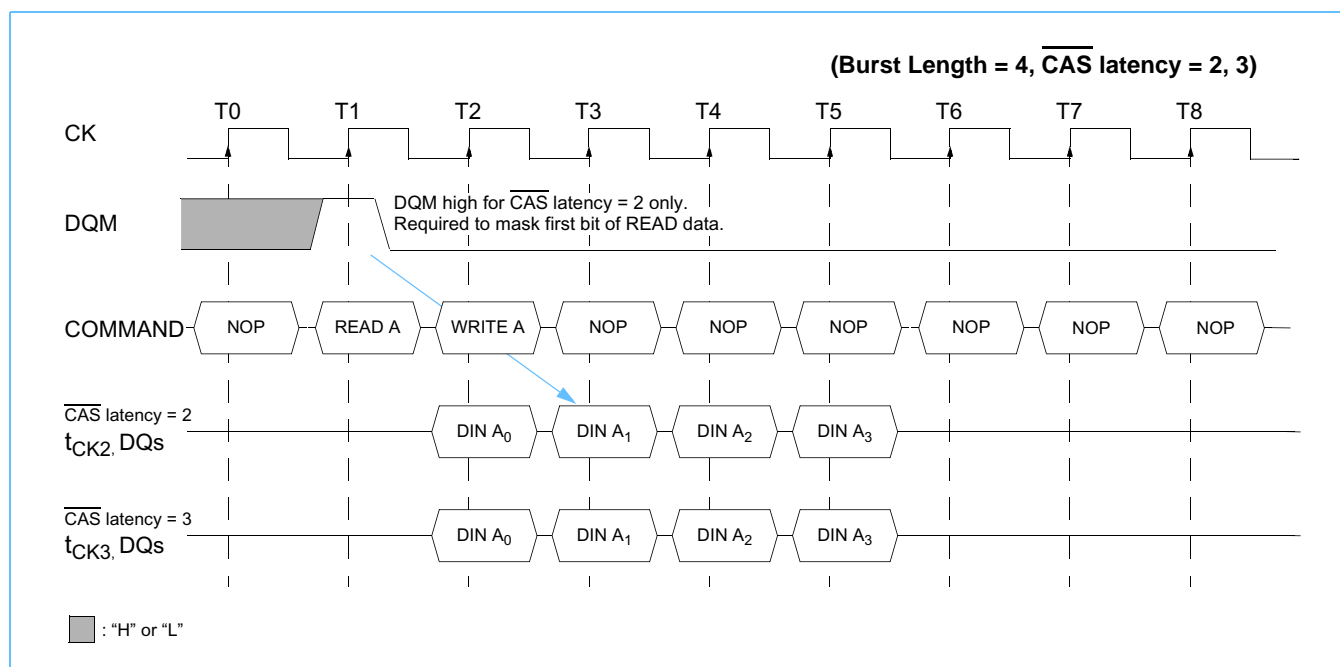 (Burst Length = 4, CAS latency = 2, 3)
T0 T1 T2 T3 T4 T5 T6 T7 T8
CK
DQM
DQM high for CAS latency = 2 only.
Required to mask first bit of READ data.
COMMAND NOP READ A WRITE A NOP NOP NOP NOP NOP NOP
CAS latency = 2
tCK2, DQs DIN A0 DIN A1 DIN A2 DIN A3
CAS latency = 3
tCK3, DQs DIN A0 DIN A1 DIN A2 DIN A3
: “H” or “L”